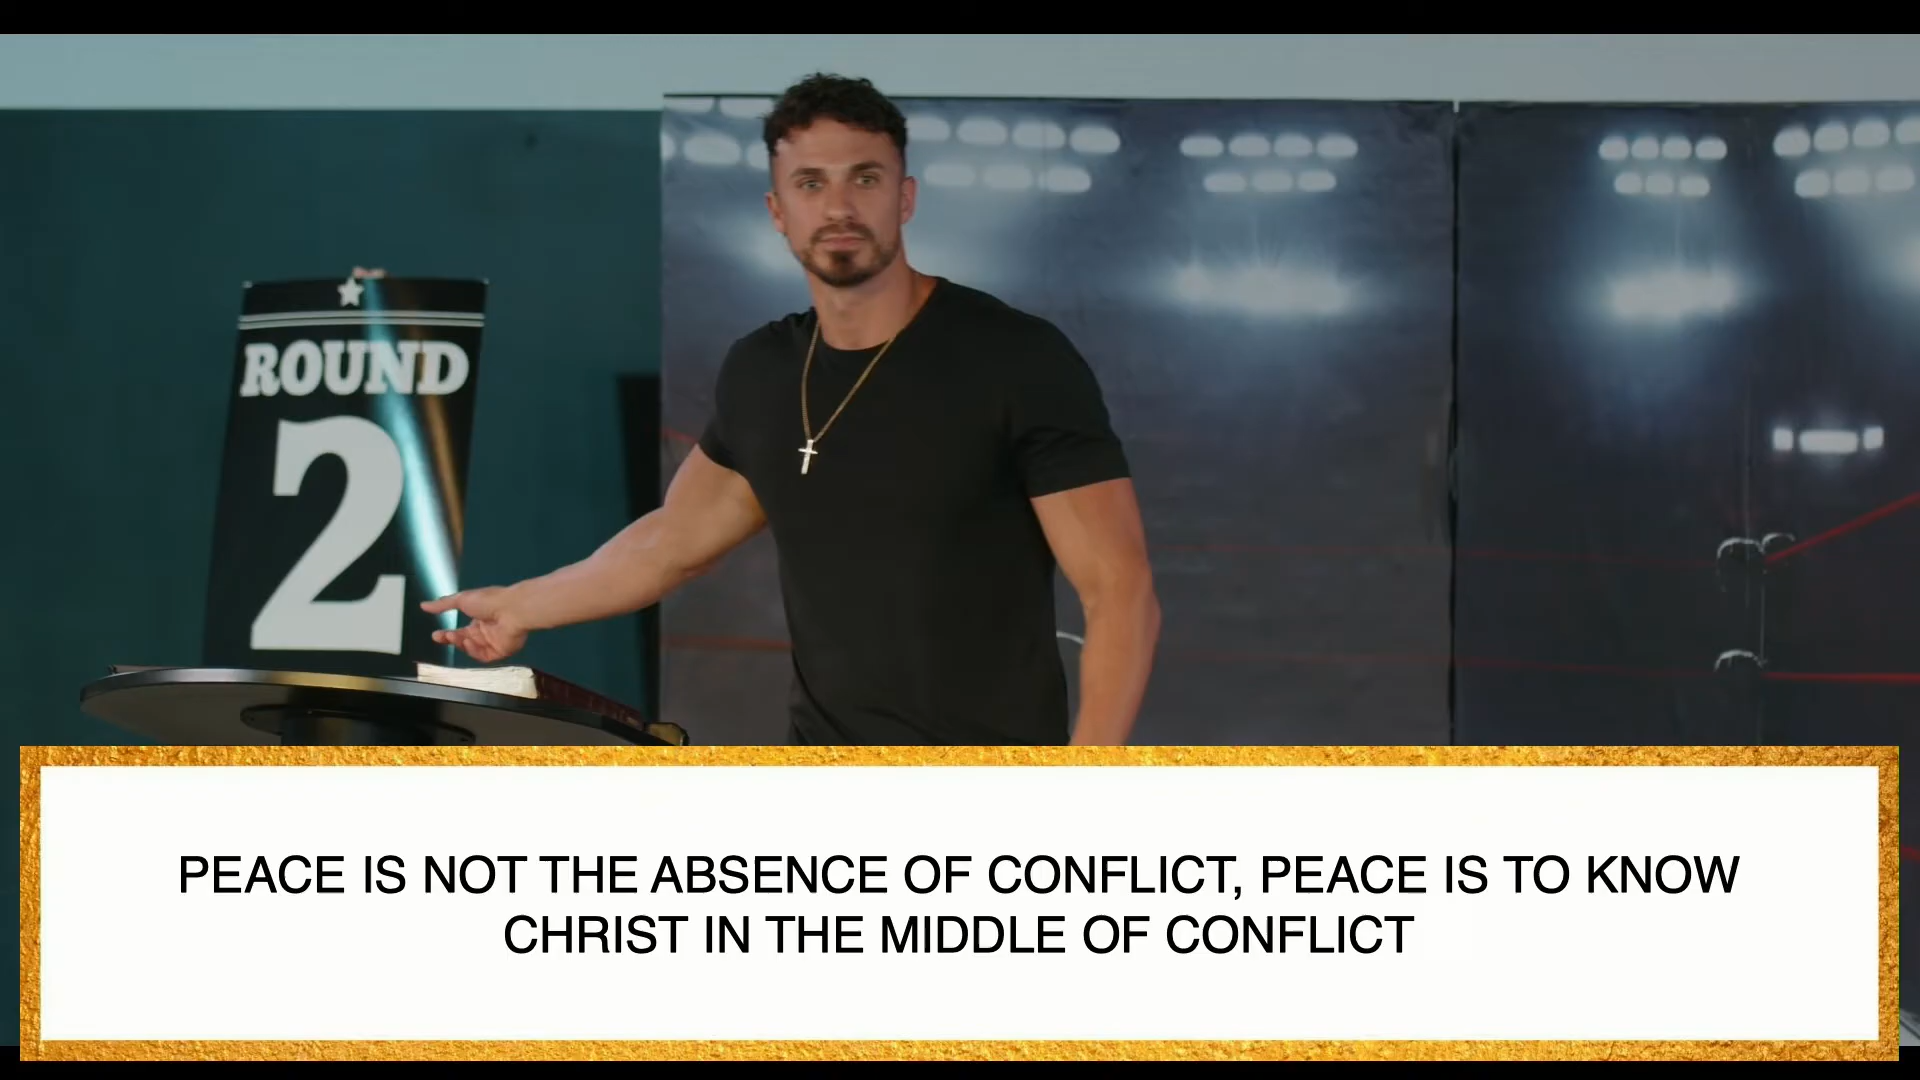 ROUND
2
PEACE IS NOT THE ABSENCE OF CONFLICT, PEACE IS TO KNOW
CHRIST IN THE MIDDLE OF CONFLICT